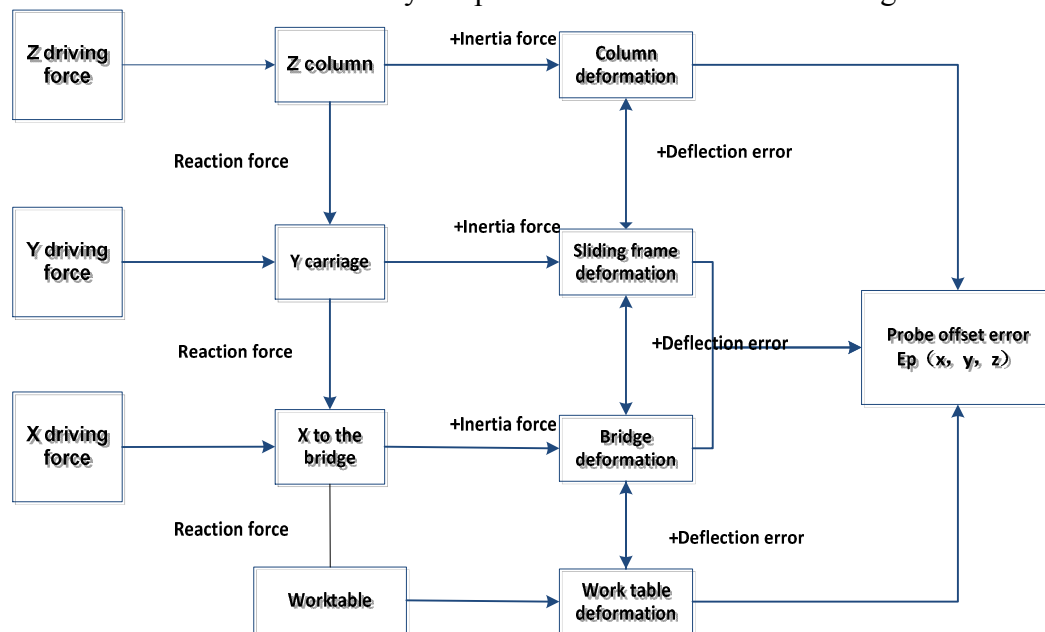 +Inertia force
Z driving
force
Z column
Column
deformation
Reaction force
+Deflection error
+Inertia force
Y driving
force
Y carriage
Sliding frame
deformation
Reaction force
+Deflection error
Probe offset error
Ep（x，y，z）
+Inertia force
X driving
force
X to the
bridge
Bridge
deformation
Reaction force
+Deflection error
Worktable
Work table
deformation